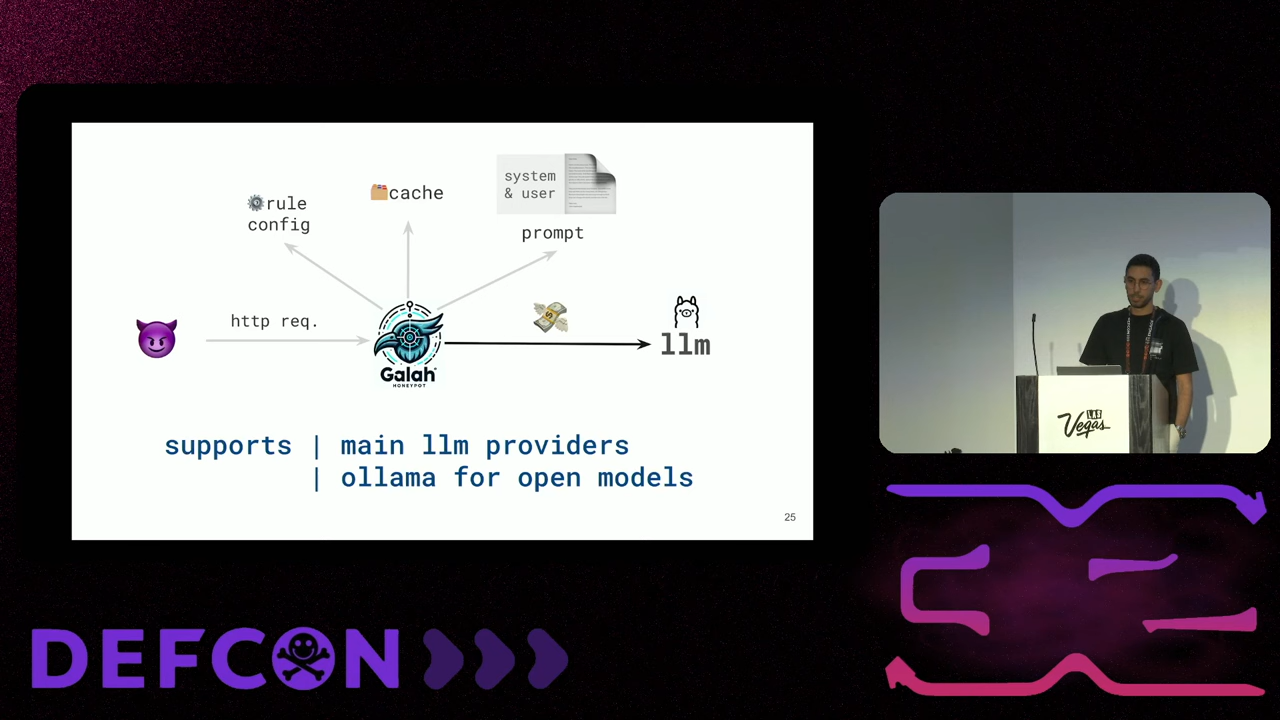 rule
config
cache
system
& user
prompt
http req.
Galah
HONEYPOT
llm
supports | main llm providers
| ollama for open models
25
LAS
Vegas
DEFCON